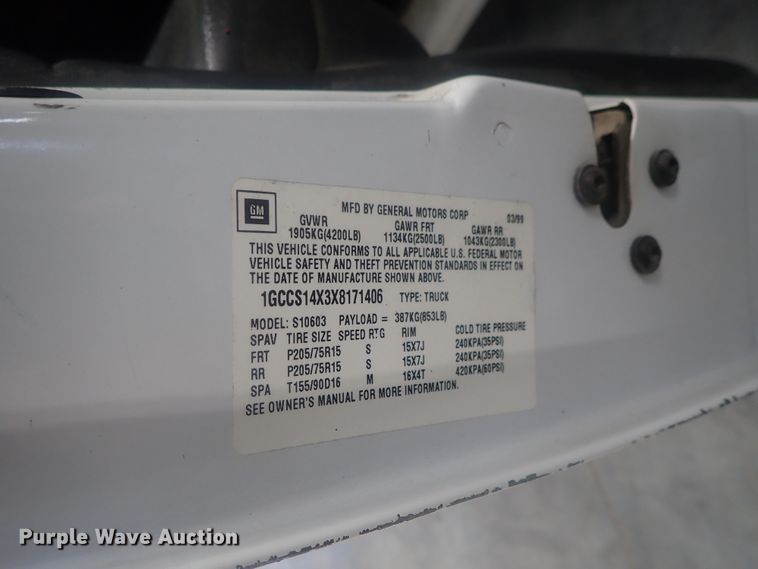 GM
MFD BY GENERAL MOTORS CORP 03/99
GVWR GAWR FRT GAWR RR
1905KG(4200LB) 1134KG(2500LB) 1043KG(2300LB)
THIS VEHICLE CONFORMS TO ALL APPLICABLE U.S. FEDERAL MOTOR
VEHICLE SAFETY AND THEFT PREVENTION STANDARDS IN EFFECT ON
THE DATE OF MANUFACTURE SHOWN ABOVE.
1GCCS14X3X8171406 TYPE: TRUCK
MODEL: S10603 PAYLOAD = 387KG(853LB)
SPAV TIRE SIZE SPEED RTG RIM COLD TIRE PRESSURE
FRT P205/75R15 S 15X7J 240KPA(35PSI)
RR P205/75R15 S 15X7J 240KPA(35PSI)
SPA T155/90D16 M 16X4T 420KPA(60PSI)
SEE OWNER'S MANUAL FOR MORE INFORMATION.
Purple Wave Auction